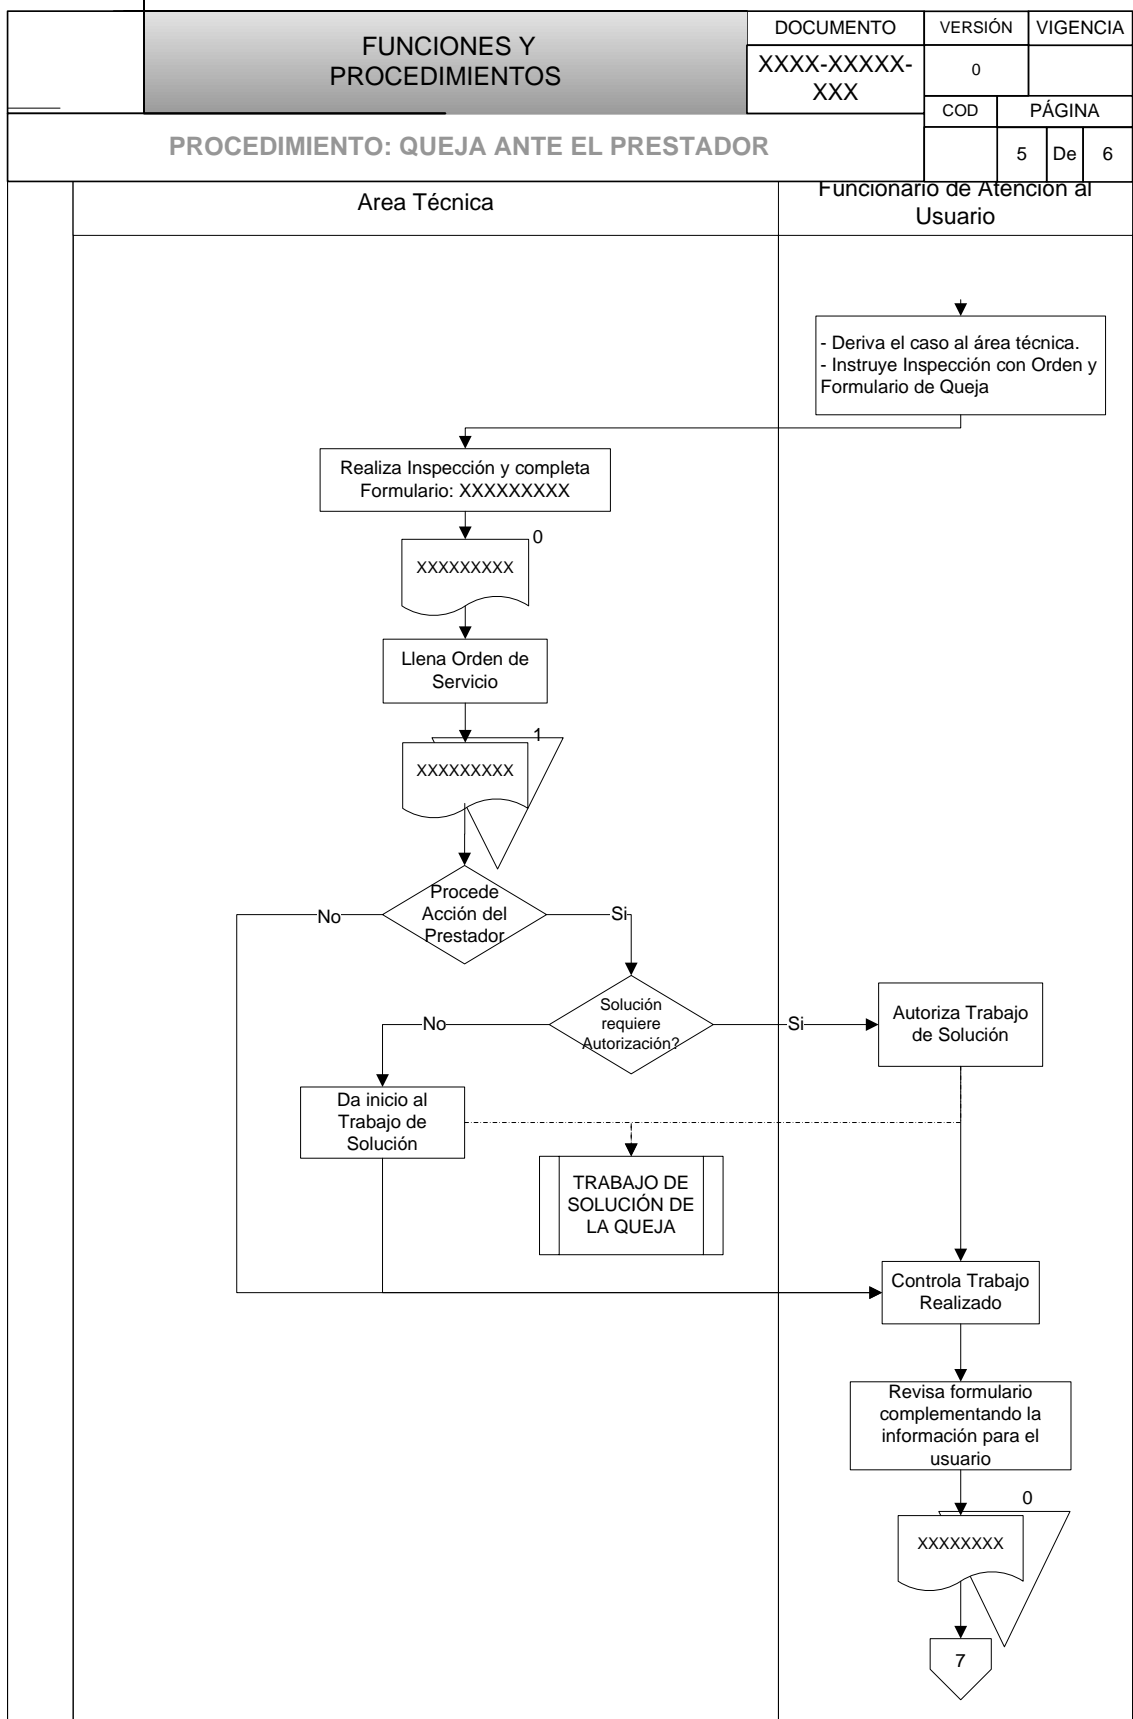 FUNCIONES Y
PROCEDIMIENTOS
DOCUMENTO
VERSIÓN
VIGENCIA
XXXX-XXXXX-
XXX
0
COD
PÁGINA
PROCEDIMIENTO: QUEJA ANTE EL PRESTADOR
5
De
6
Area Técnica
Funcionario de Atención al
Usuario
- Deriva el caso al área técnica.
- Instruye Inspección con Orden y
Formulario de Queja
Realiza Inspección y completa
Formulario: XXXXXXXXX
0
XXXXXXXXX
Llena Orden de
Servicio
1
XXXXXXXXX
Procede
Acción del
Prestador
No
Si
Solución
requiere
Autorización?
No
Si
Autoriza Trabajo
de Solución
Da inicio al
Trabajo de
Solución
TRABAJO DE
SOLUCIÓN DE
LA QUEJA
Controla Trabajo
Realizado
Revisa formulario
complementando la
información para el
usuario
0
XXXXXXXX
7